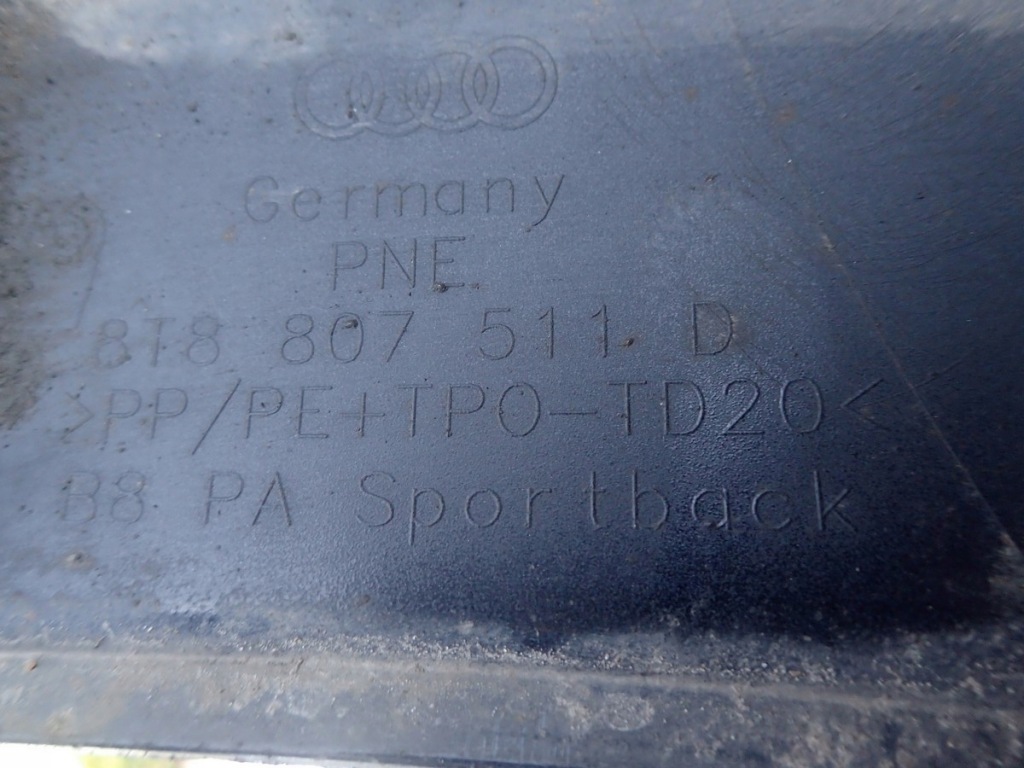 Germany
PNE.
8T8 807 511 D
>PP/PE+TPO-TD20<
B8 PA Sportback